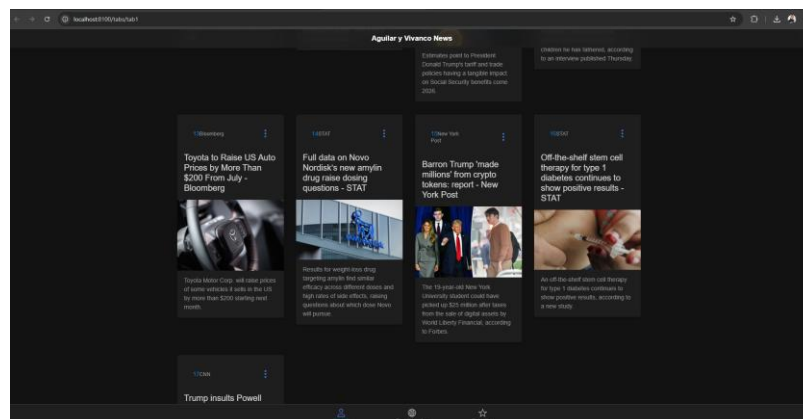 localhost:8100/tabs/tab1
Aguilar y Vivanco News
Estimates point to President
Donald Trump's tariff and trade
policies having a tangible impact
on Social Security benefits come
2026.
children he has fathered, according
to an interview published Thursday.
13Bloomberg
Toyota to Raise US Auto
Prices by More Than
$200 From July -
Bloomberg
Toyota Motor Corp. will raise prices
of some vehicles it sells in the US
by more than $200 starting next
month.
14STAT
Full data on Novo
Nordisk's new amylin
drug raise dosing
questions - STAT
Results for weight-loss drug
targeting amylin find similar
efficacy across different doses and
high rates of side effects, raising
questions about which dose Novo
will pursue.
15New York
Post
Barron Trump 'made
millions' from crypto
tokens: report - New
York Post
The 19-year-old New York
University student could have
picked up $25 million after taxes
from the sale of digital assets by
World Liberty Financial, according
to Forbes.
16STAT
Off-the-shelf stem cell
therapy for type 1
diabetes continues to
show positive results -
STAT
An off-the-shelf stem cell therapy
for type 1 diabetes continues to
show positive results, according to
a new study.
17CNN
Trump insults Powell